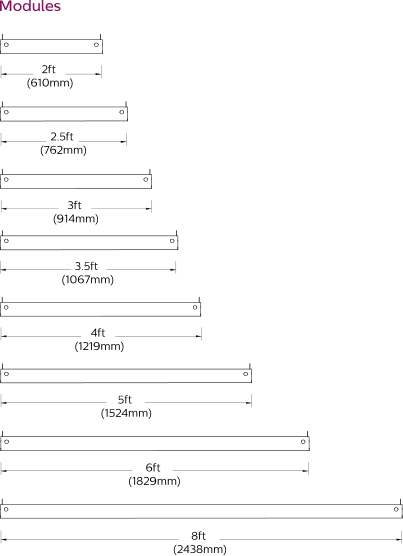 Modules
2ft
(610mm)
2.5ft
(762mm)
3ft
(914mm)
3.5ft
(1067mm)
4ft
(1219mm)
5ft
(1524mm)
6ft
(1829mm)
8ft
(2438mm)